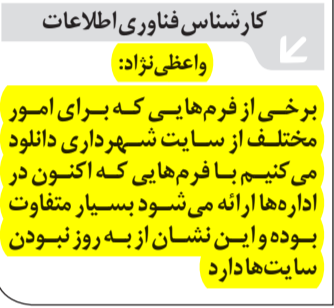 کارشناس فناوری اطلاعات
واعظی‌نژاد:
برخی از فرم‌هایی که برای امور
مختلف از سایت شهرداری دانلود
می‌کنیم با فرم‌هایی که اکنون در
اداره‌ها ارائه می‌شود بسیار متفاوت
بوده و این نشان از به روز نبودن
سایت‌ها دارد